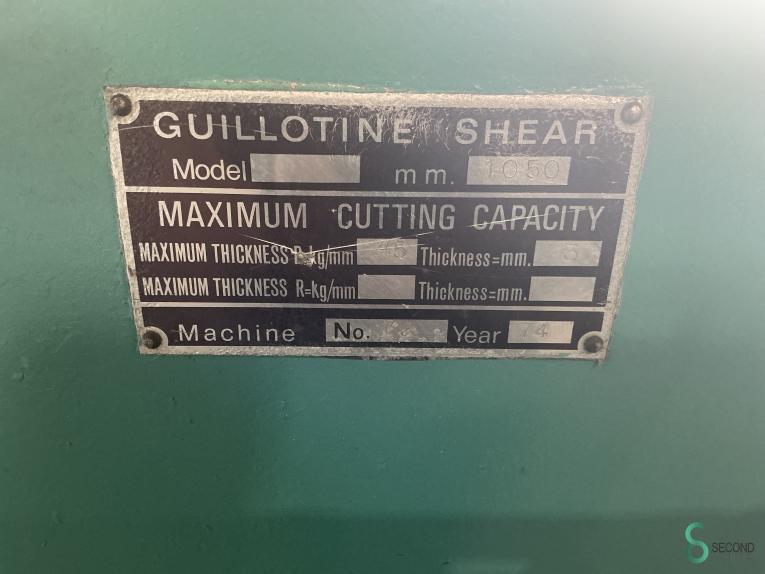 GUILLOTINE SHEAR
Model mm. 1050
MAXIMUM CUTTING CAPACITY
MAXIMUM THICKNESS kg/mm 45 Thickness=mm.
MAXIMUM THICKNESS R=kg/mm Thickness=mm.
Machine No. Year 74
SECOND